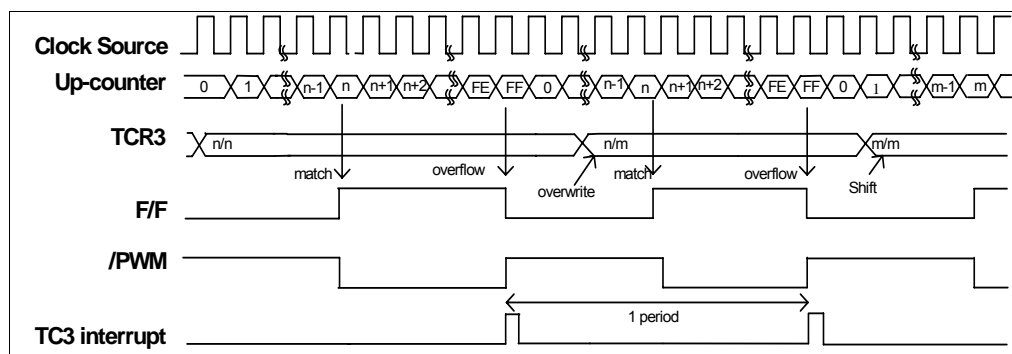 Clock Source
Up-counter
0 1 n-1 n n+1 n+2 FE FF 0 n-1 n n+1 n+2 FE FF 0 1 m-1 m
TCR3
n/n n/m m/m
match overflow overwrite match overflow Shift
F/F
/PWM
1 period
TC3 interrupt